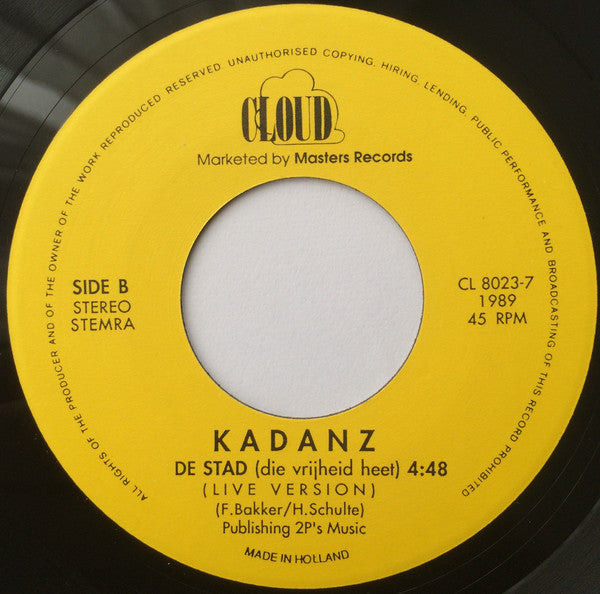 ALL RIGHTS OF THE PRODUCER AND OF THE OWNER OF THE WORK REPRODUCED RESERVED UNAUTHORISED COPYING, HIRING, LENDING, PUBLIC PERFORMANCE AND BROADCASTING OF THIS RECORD PROHIBITED
CLOUD
Marketed by Masters Records
SIDE B
STEREO
STEMRA
CL 8023-7
1989
45 RPM
KADANZ
DE STAD (die vrijheid heet) 4:48
(LIVE VERSION)
(F.Bakker/H.Schulte)
Publishing 2P's Music
MADE IN HOLLAND